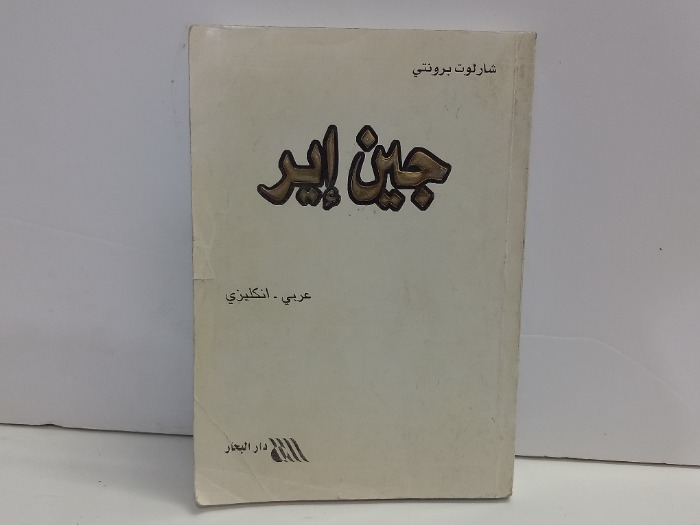 شارلوت برونتي
جين إير
عربي - انكليزي
دار البحار